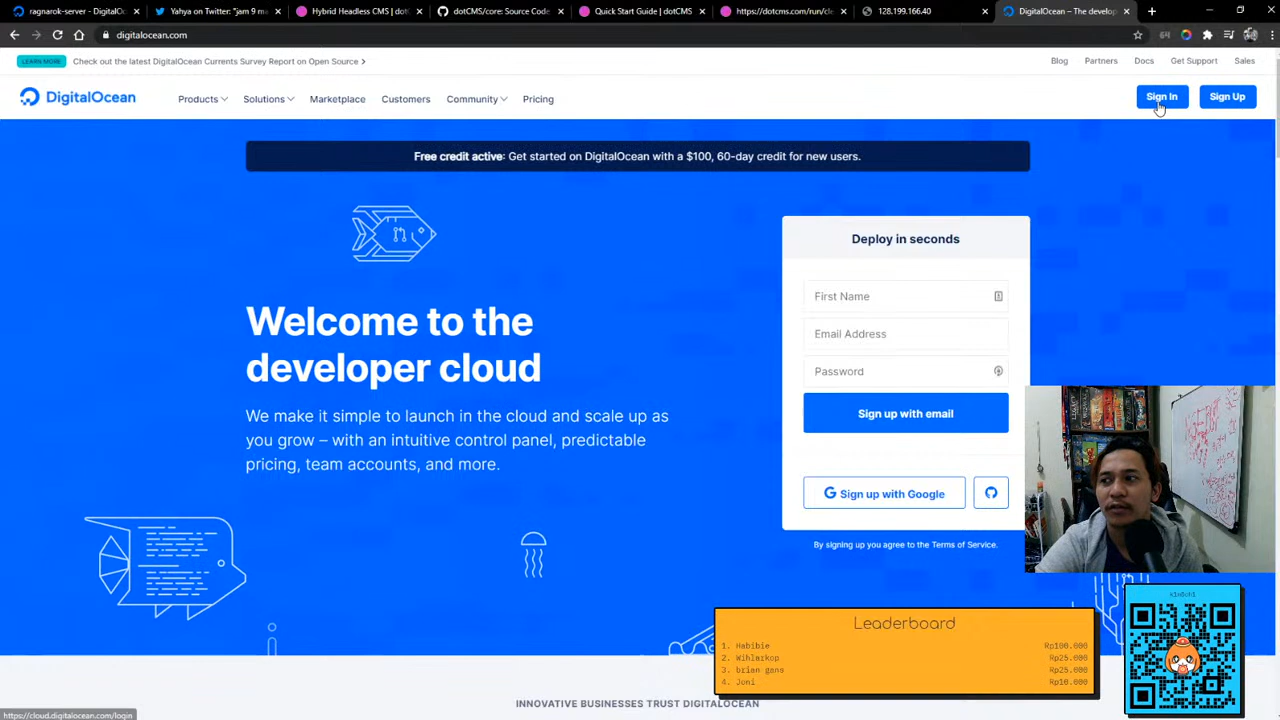 ragnarok-server - DigitalOc
Yahya on Twitter: "jam 9 m
Hybrid Headless CMS | dot
dotCMS/core: Source Code
Quick Start Guide | dotCMS
https://dotcms.com/run/cle
128.199.166.40
DigitalOcean – The develop
digitalocean.com
LEARN MORE
Check out the latest DigitalOcean Currents Survey Report on Open Source >
Blog
Partners
Docs
Get Support
Sales
DigitalOcean
Products
Solutions
Marketplace
Customers
Community
Pricing
Sign In
Sign Up
Free credit active: Get started on DigitalOcean with a $100, 60-day credit for new users.
Deploy in seconds
First Name
Email Address
Password
Sign up with email
Sign up with Google
By signing up you agree to the Terms of Service.
Welcome to the
developer cloud
We make it simple to launch in the cloud and scale up as
you grow – with an intuitive control panel, predictable
pricing, team accounts, and more.
Leaderboard
1. Habibie Rp100.000
2. Wihlarkop Rp25.000
3. brian gans Rp25.000
4. Joni Rp10.000
INNOVATIVE BUSINESSES TRUST DIGITALOCEAN
https://cloud.digitalocean.com/login